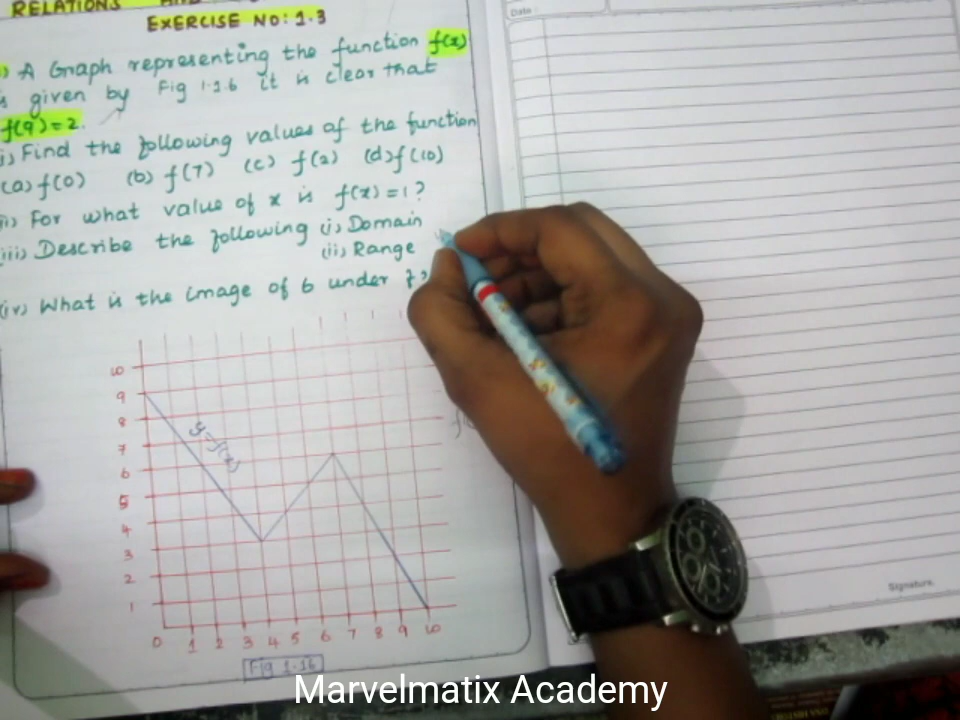 RELATIONS
EXERCISE NO: 1.3
A Graph representing the function f(x)
given by Fig 1.16 it is clear that
f(9)=2.
Find the following values of the function
(a) f(0) (b) f(7) (c) f(2) (d) f(10)
For what value of x is f(x)=1?
(iii) Describe the following (i) Domain
(ii) Range
(iv) What is the image of 6 under f?
10
9
8
7
6
5
4
3
2
1
y=f(x)
0 1 2 3 4 5 6 7 8 9 10
Fig 1.16
Date :
Signature
Marvelmatix Academy